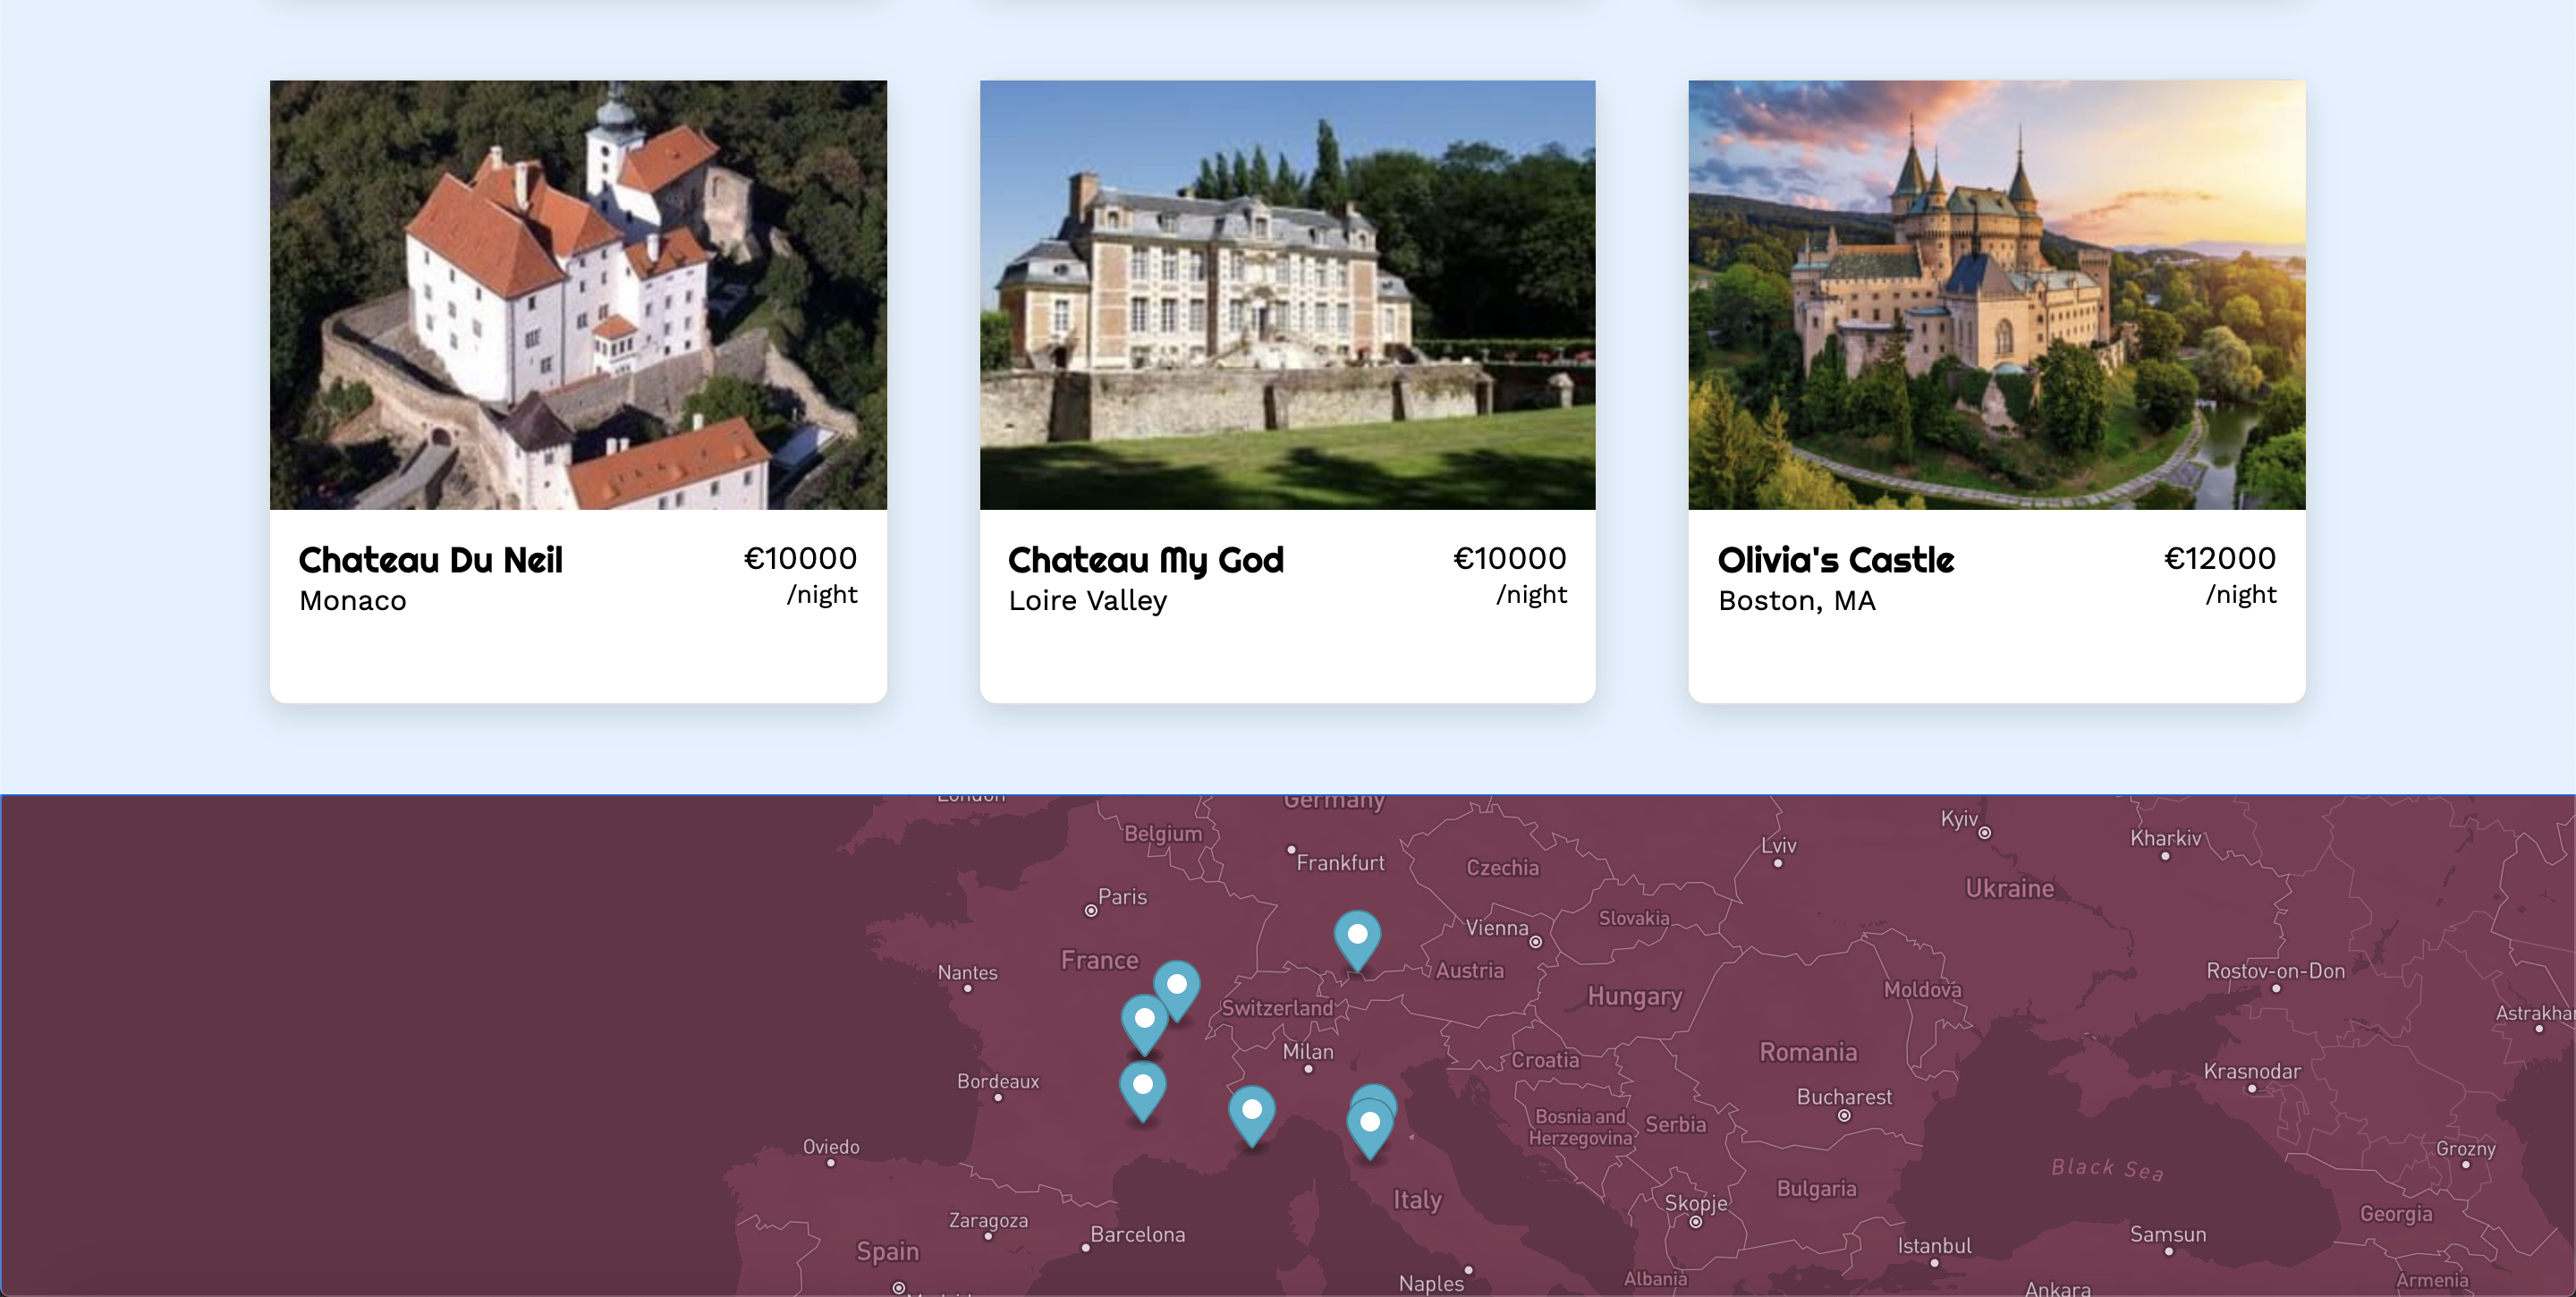 Chateau Du Neil
€10000
Monaco
/night
Chateau My God
€10000
Loire Valley
/night
Olivia's Castle
€12000
Boston, MA
/night
London
Germany
Belgium
Frankfurt
Czechia
Lviv
Kyiv
Kharkiv
Ukraine
Paris
Slovakia
Vienna
France
Austria
Nantes
Rostov-on-Don
Moldova
Hungary
Switzerland
Milan
Croatia
Romania
Krasnodar
Bordeaux
Bucharest
Bosnia and
Herzegovina
Serbia
Oviedo
Grozny
Black Sea
Bulgaria
Italy
Skopje
Georgia
Zaragoza
Barcelona
Spain
Istanbul
Samsun
Naples
Albania
Ankara
Armenia